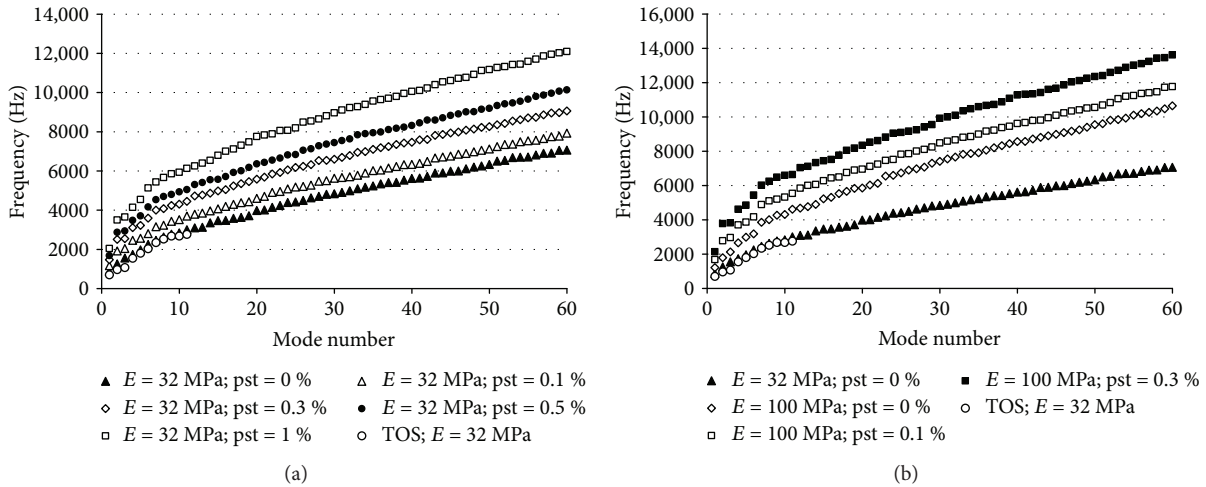 14,000
12,000
10,000
8000
6000
4000
2000
0
Frequency (Hz)
0 10 20 30 40 50 60
Mode number
E = 32 MPa; pst = 0 %
E = 32 MPa; pst = 0.3 %
E = 32 MPa; pst = 1 %
E = 32 MPa; pst = 0.1 %
E = 32 MPa; pst = 0.5 %
TOS; E = 32 MPa
(a)
16,000
14,000
12,000
10,000
8000
6000
4000
2000
0
Frequency (Hz)
0 10 20 30 40 50 60
Mode number
E = 32 MPa; pst = 0 %
E = 100 MPa; pst = 0 %
E = 100 MPa; pst = 0.1 %
E = 100 MPa; pst = 0.3 %
TOS; E = 32 MPa
(b)